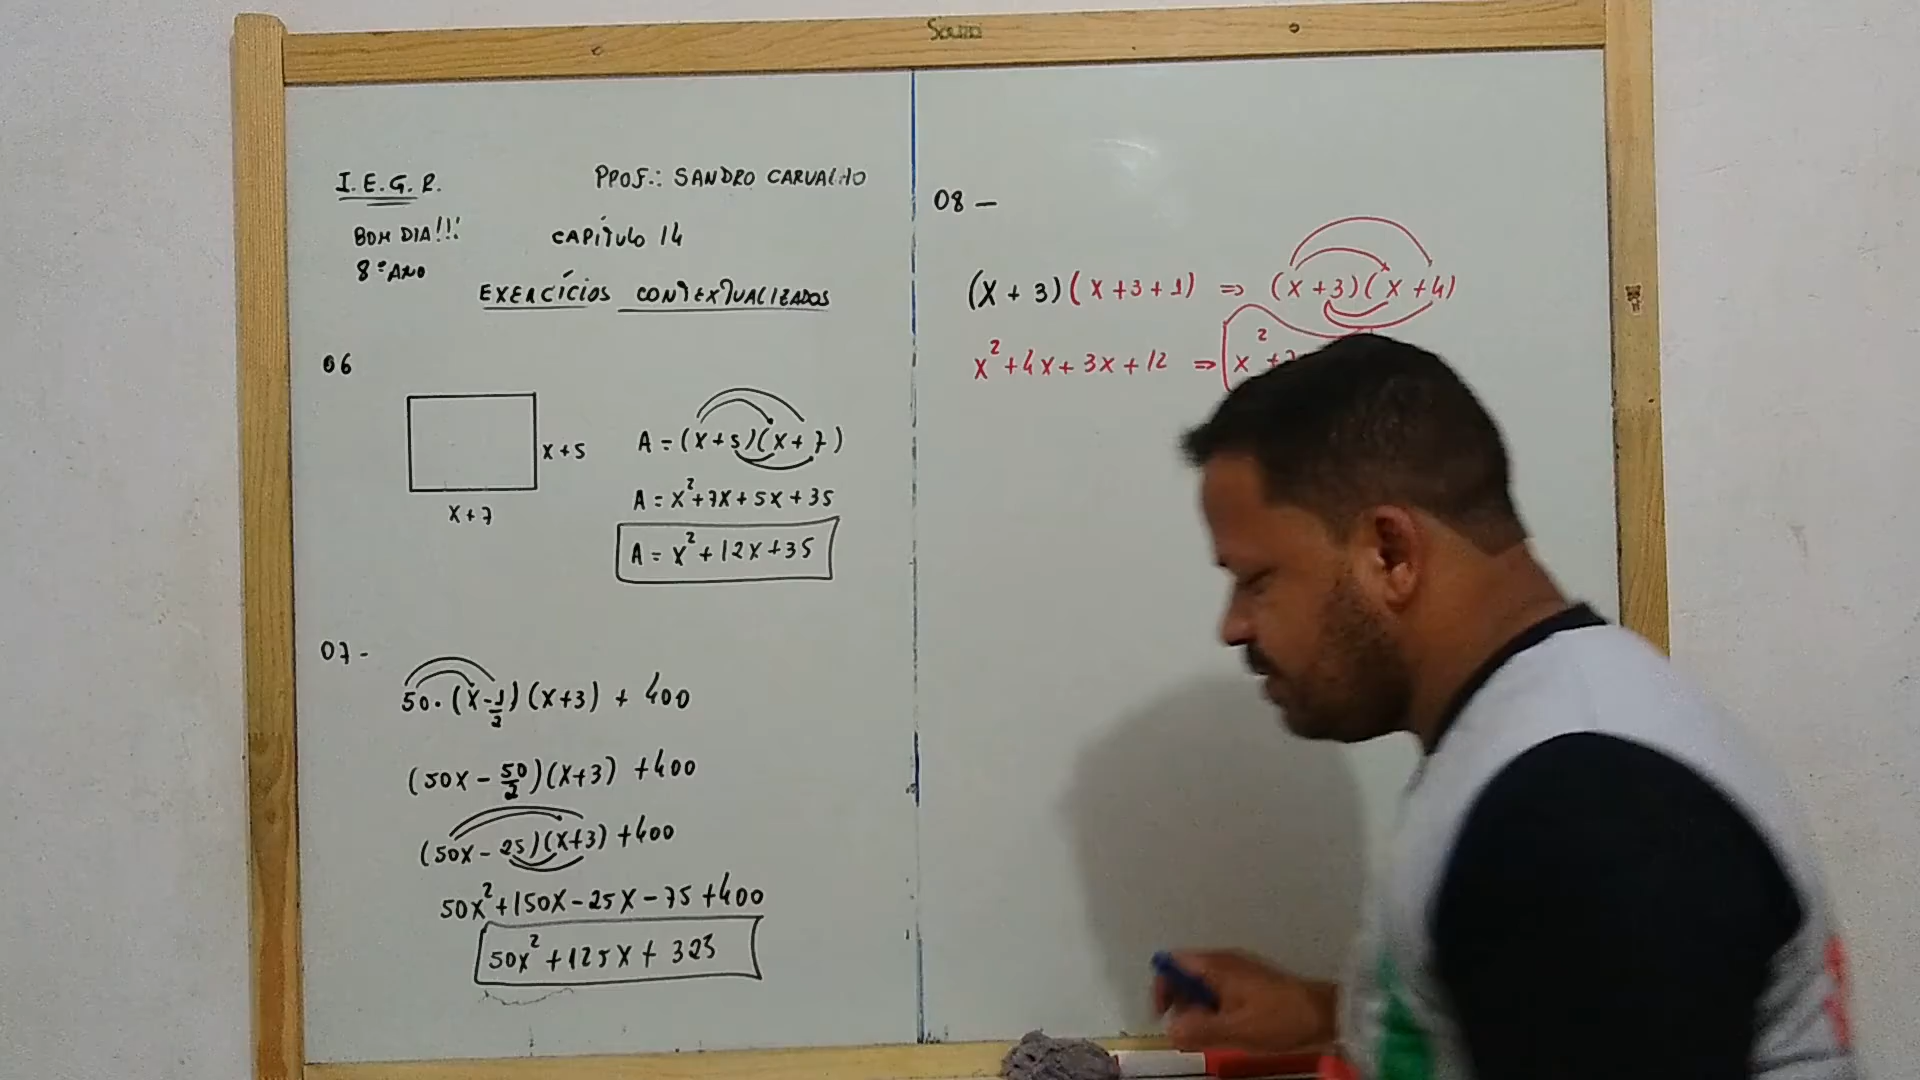 I.E.G.R.
PROF.: SANDRO CARVALHO
BOM DIA!!!
CAPÍTULO 14
8º ANO
EXERCÍCIOS CONTEXTUALIZADOS
06
x+5
x+7
A = (x+5)(x+7)
A = x²+7x+5x+35
A = x²+12x+35
07-
50·(x-1/2)(x+3) + 400
(50x - 50/2)(x+3) +400
(50x - 25)(x+3) +400
50x²+150x-25x-75+400
50x²+125x+325
08 -
(x+3)(x+3+1) ⇒ (x+3)(x+4)
x²+4x+3x+12 ⇒ x²+